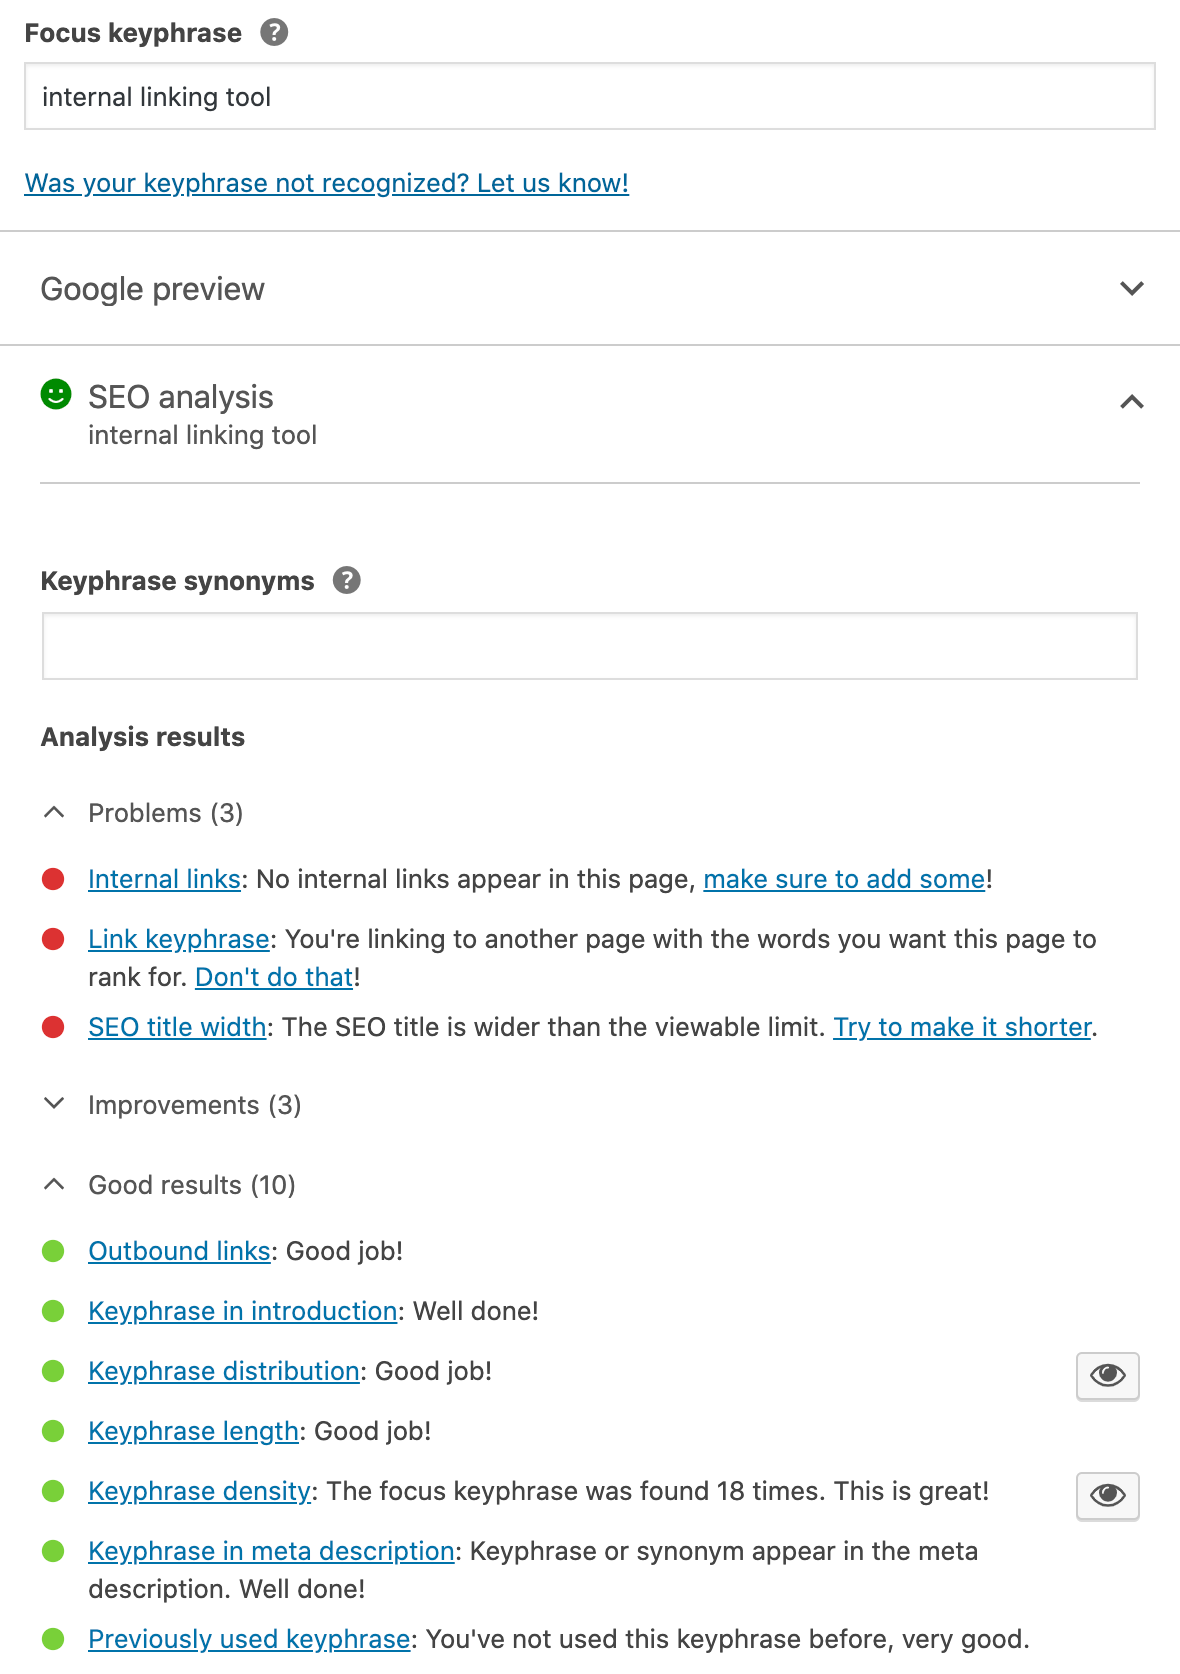 Focus keyphrase ?
internal linking tool
Was your keyphrase not recognized? Let us know!
Google preview
SEO analysis
internal linking tool
Keyphrase synonyms ?
Analysis results
Problems (3)
Internal links: No internal links appear in this page, make sure to add some!
Link keyphrase: You're linking to another page with the words you want this page to
rank for. Don't do that!
SEO title width: The SEO title is wider than the viewable limit. Try to make it shorter.
Improvements (3)
Good results (10)
Outbound links: Good job!
Keyphrase in introduction: Well done!
Keyphrase distribution: Good job!
Keyphrase length: Good job!
Keyphrase density: The focus keyphrase was found 18 times. This is great!
Keyphrase in meta description: Keyphrase or synonym appear in the meta
description. Well done!
Previously used keyphrase: You've not used this keyphrase before, very good.